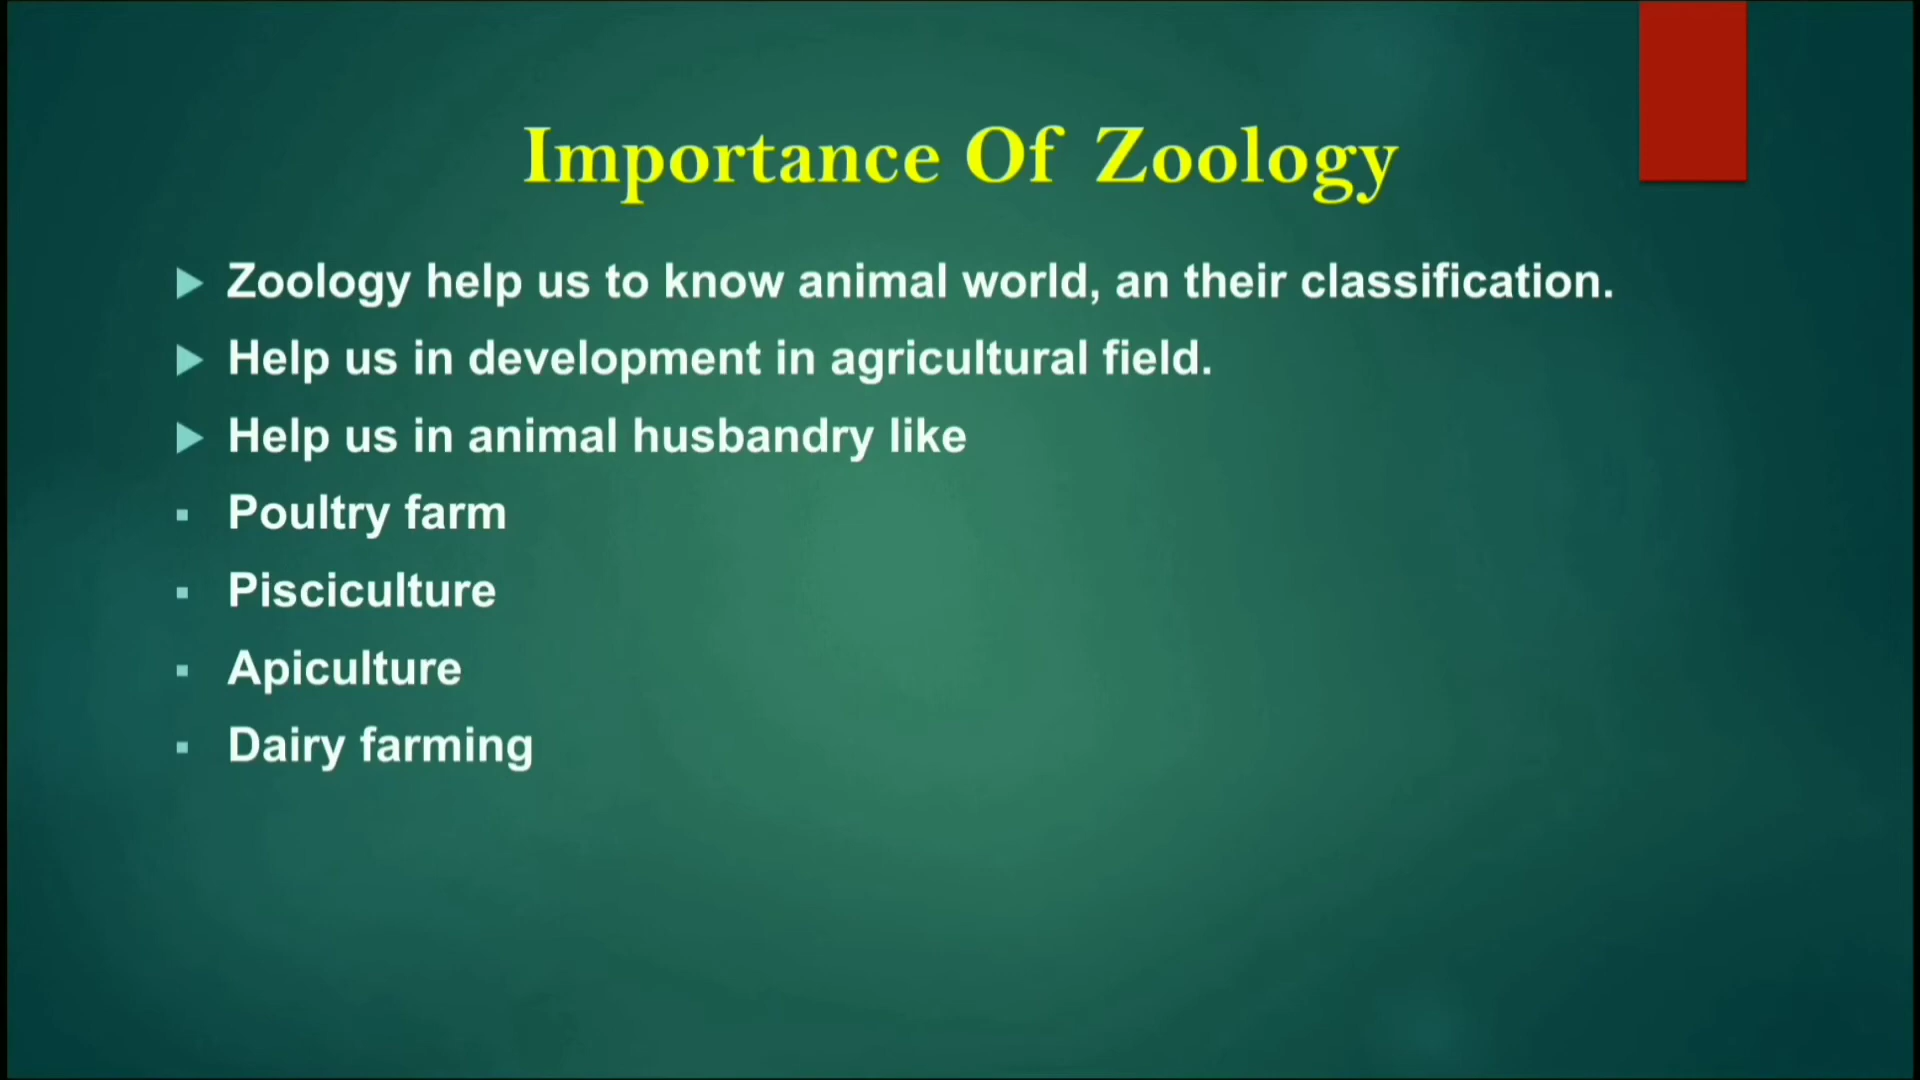 Importance Of Zoology
Zoology help us to know animal world, an their classification.
Help us in development in agricultural field.
Help us in animal husbandry like
Poultry farm
Pisciculture
Apiculture
Dairy farming